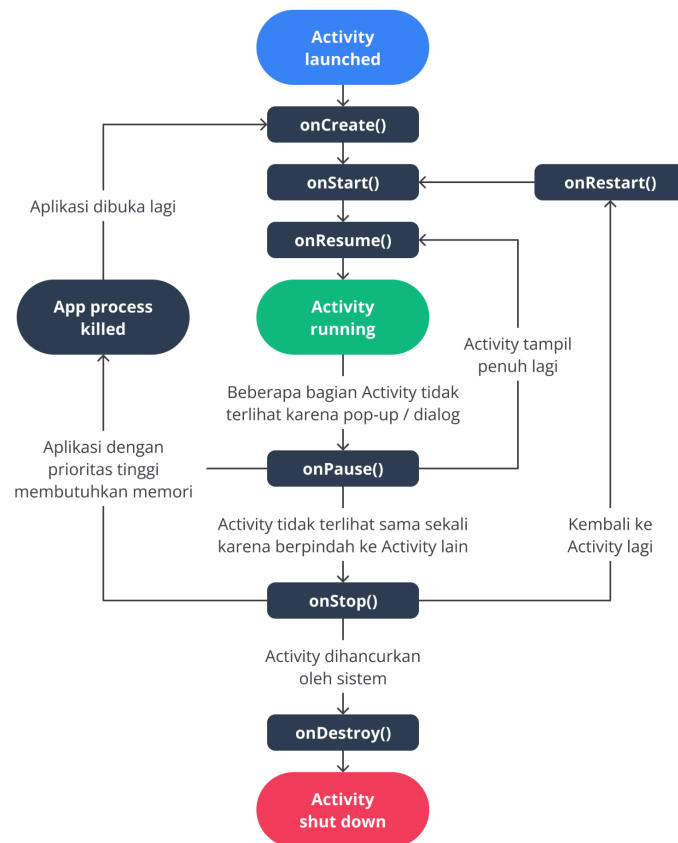 Activity
launched
onCreate()
onStart()
onRestart()
Aplikasi dibuka lagi
onResume()
App process
killed
Activity
running
Activity tampil
penuh lagi
Beberapa bagian Activity tidak
terlihat karena pop-up / dialog
Aplikasi dengan
prioritas tinggi
membutuhkan memori
onPause()
Activity tidak terlihat sama sekali
karena berpindah ke Activity lain
Kembali ke
Activity lagi
onStop()
Activity dihancurkan
oleh sistem
onDestroy()
Activity
shut down